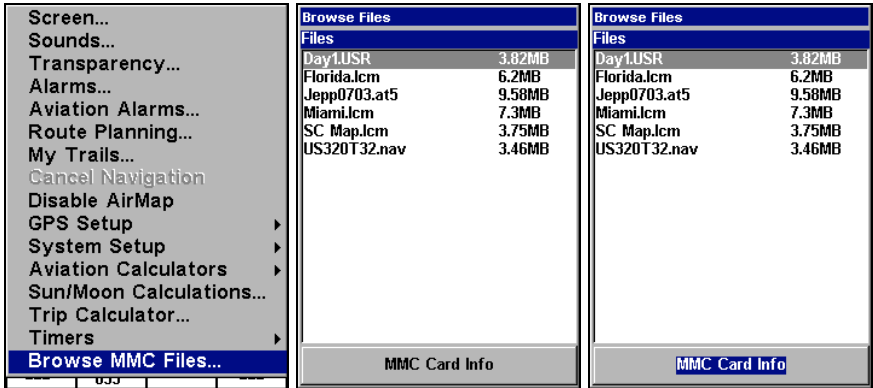 Screen...
Sounds...
Transparency...
Alarms...
Aviation Alarms...
Route Planning...
My Trails...
Cancel Navigation
Disable AirMap
GPS Setup
System Setup
Aviation Calculators
Sun/Moon Calculations...
Trip Calculator...
Timers
Browse MMC Files...
Browse Files
Files
Day1.USR 3.82MB
Florida.lcm 6.2MB
Jepp0703.at5 9.58MB
Miami.lcm 7.3MB
SC Map.lcm 3.75MB
US320T32.nav 3.46MB
MMC Card Info
Browse Files
Files
Day1.USR 3.82MB
Florida.lcm 6.2MB
Jepp0703.at5 9.58MB
Miami.lcm 7.3MB
SC Map.lcm 3.75MB
US320T32.nav 3.46MB
MMC Card Info